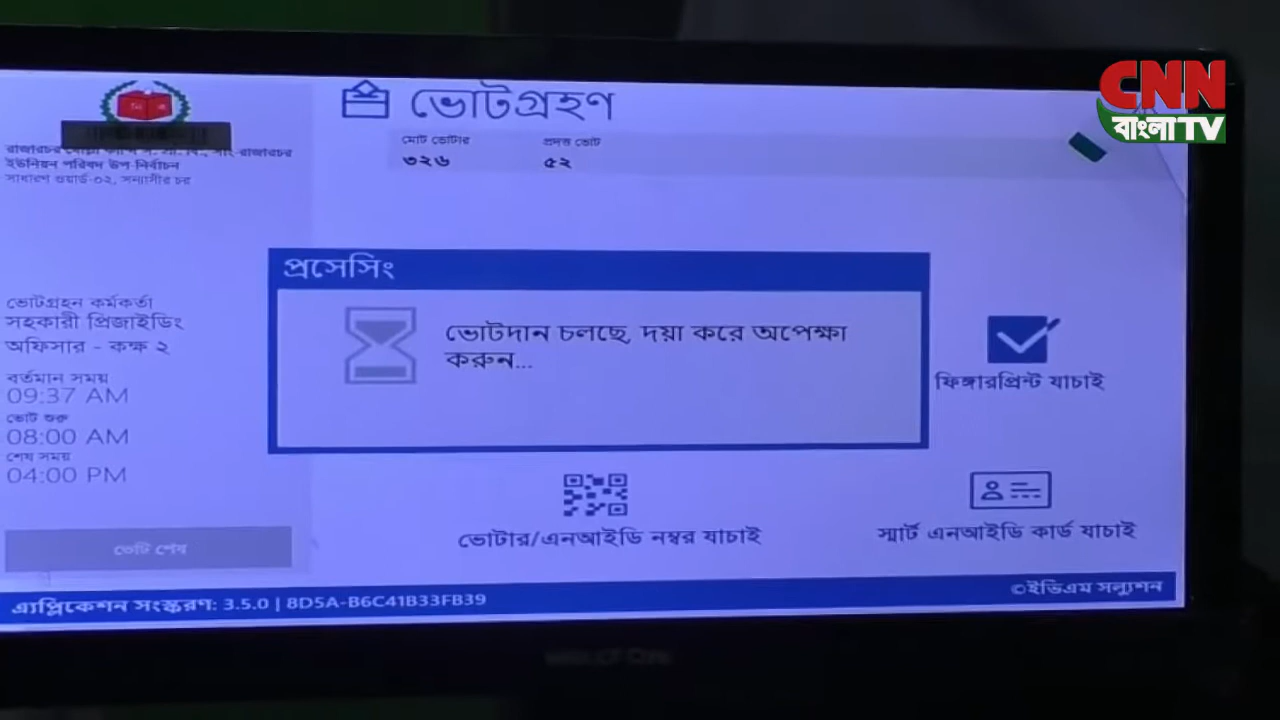 CNN
বাংলা TV
ভোটগ্রহণ
মোট ভোটার
প্রদত্ত ভোট
৩২৬
৫২
রাজারচর
ইউনিয়ন পরিষদ উপ-নির্বাচন
সাধারণ ওয়ার্ড-০২, সন্যাসীর চর
প্রসেসিং
ভোটদান চলছে, দয়া করে অপেক্ষা
করুন...
ভোটগ্রহন কর্মকর্তা
সহকারী প্রিজাইডিং
অফিসার - কক্ষ ২
বর্তমান সময়
09:37 AM
ভোট শুরু
08:00 AM
শেষ সময়
04:00 PM
ভোট শেষ
ফিঙ্গারপ্রিন্ট যাচাই
ভোটার/এনআইডি নম্বর যাচাই
স্মার্ট এনআইডি কার্ড যাচাই
এ্যপ্লিকেশন সংস্করণ: 3.5.0 | 8D5A-B6C41B33FB39
©ইভিএম সল্যুশন